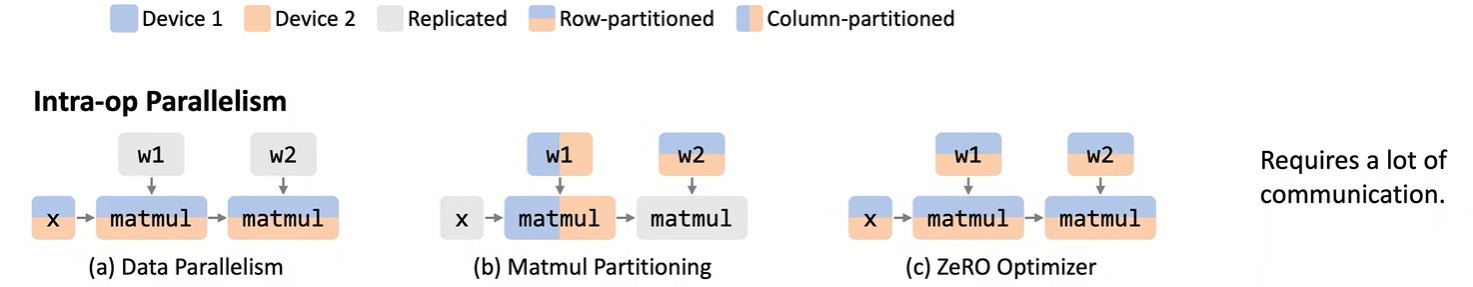 Device 1 Device 2 Replicated Row-partitioned Column-partitioned
Intra-op Parallelism
w1 w2
x matmul matmul
(a) Data Parallelism
w1 w2
x matmul matmul
(b) Matmul Partitioning
w1 w2
x matmul matmul
(c) ZeRO Optimizer
Requires a lot of
communication.